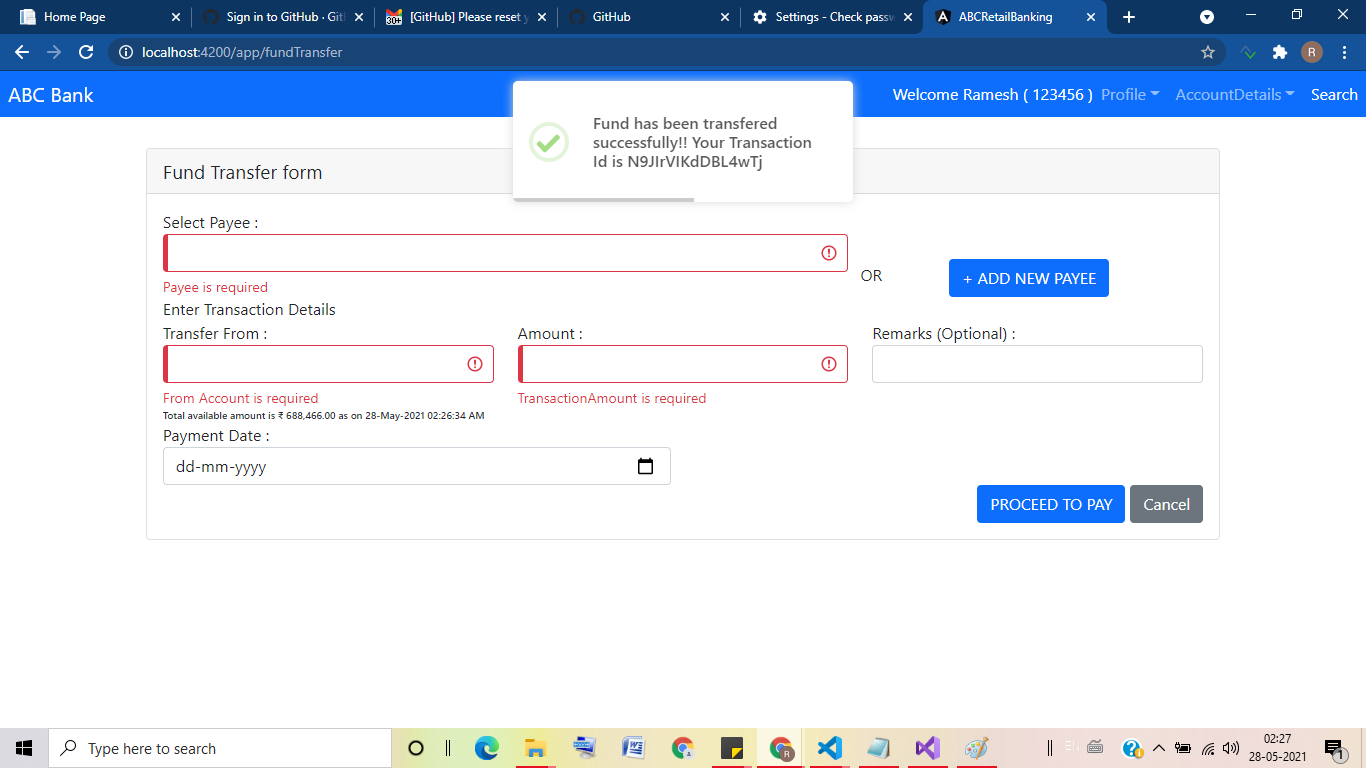 Home Page
Sign in to GitHub · Git
[GitHub] Please reset y
GitHub
Settings - Check passw
ABCRetailBanking
localhost:4200/app/fundTransfer
R
ABC Bank
Welcome Ramesh ( 123456 )
Profile
AccountDetails
Search
Fund has been transfered
successfully!! Your Transaction
Id is N9JIrVIKdDBL4wTj
Fund Transfer form
Select Payee :
Payee is required
OR
+ ADD NEW PAYEE
Enter Transaction Details
Transfer From :
Amount :
Remarks (Optional) :
From Account is required
TransactionAmount is required
Total available amount is ₹ 688,466.00 as on 28-May-2021 02:26:34 AM
Payment Date :
dd-mm-yyyy
PROCEED TO PAY
Cancel
Type here to search
02:27
28-05-2021
1